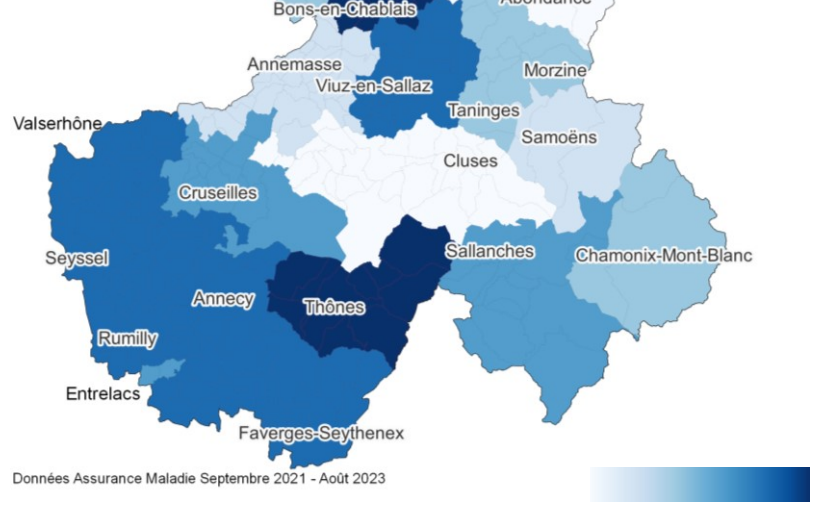 Abondance
Bons-en-Chablais
Annemasse
Morzine
Viuz-en-Sallaz
Taninges
Valserhône
Samoëns
Cluses
Cruseilles
Sallanches
Chamonix-Mont-Blanc
Seyssel
Annecy
Thônes
Rumilly
Entrelacs
Faverges-Seythenex
Données Assurance Maladie Septembre 2021 - Août 2023